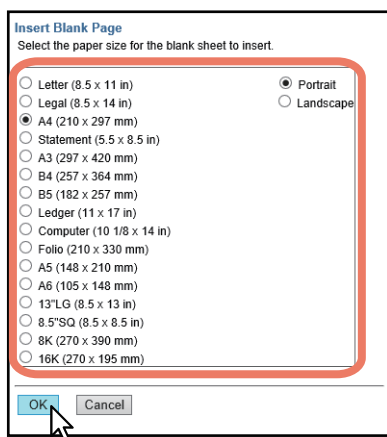 Insert Blank Page
Select the paper size for the blank sheet to insert.
Letter (8.5 x 11 in) Portrait
Legal (8.5 x 14 in) Landscape
A4 (210 x 297 mm)
Statement (5.5 x 8.5 in)
A3 (297 x 420 mm)
B4 (257 x 364 mm)
B5 (182 x 257 mm)
Ledger (11 x 17 in)
Computer (10 1/8 x 14 in)
Folio (210 x 330 mm)
A5 (148 x 210 mm)
A6 (105 x 148 mm)
13"LG (8.5 x 13 in)
8.5"SQ (8.5 x 8.5 in)
8K (270 x 390 mm)
16K (270 x 195 mm)
OK Cancel